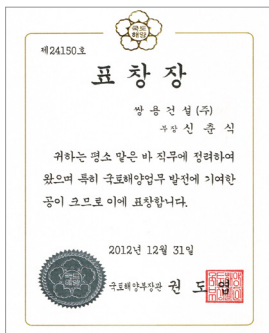 국토
해양
제24150호
표창장
쌍용건설(주)
부장 신춘식
귀하는 평소 맡은 바 직무에 정려하여
왔으며 특히 국토해양업무 발전에 기여한
공이 크므로 이에 표창합니다.
2012년 12월 31일
국토해양부장관 권도엽